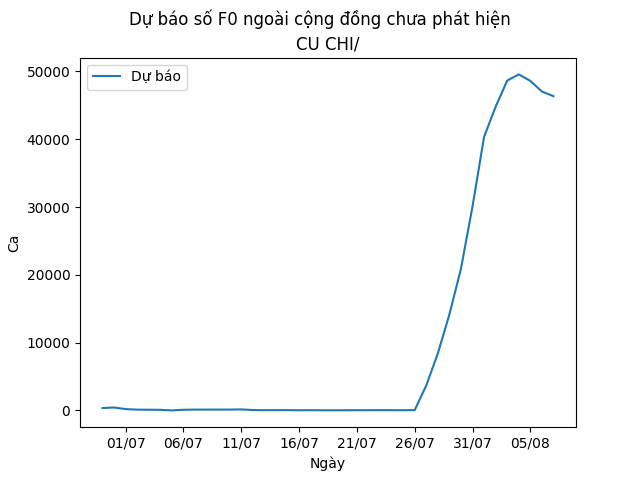 Dự báo số F0 ngoài cộng đồng chưa phát hiện
CU CHI/
Dự báo
50000
40000
30000
20000
10000
0
Ca
01/07 06/07 11/07 16/07 21/07 26/07 31/07 05/08
Ngày